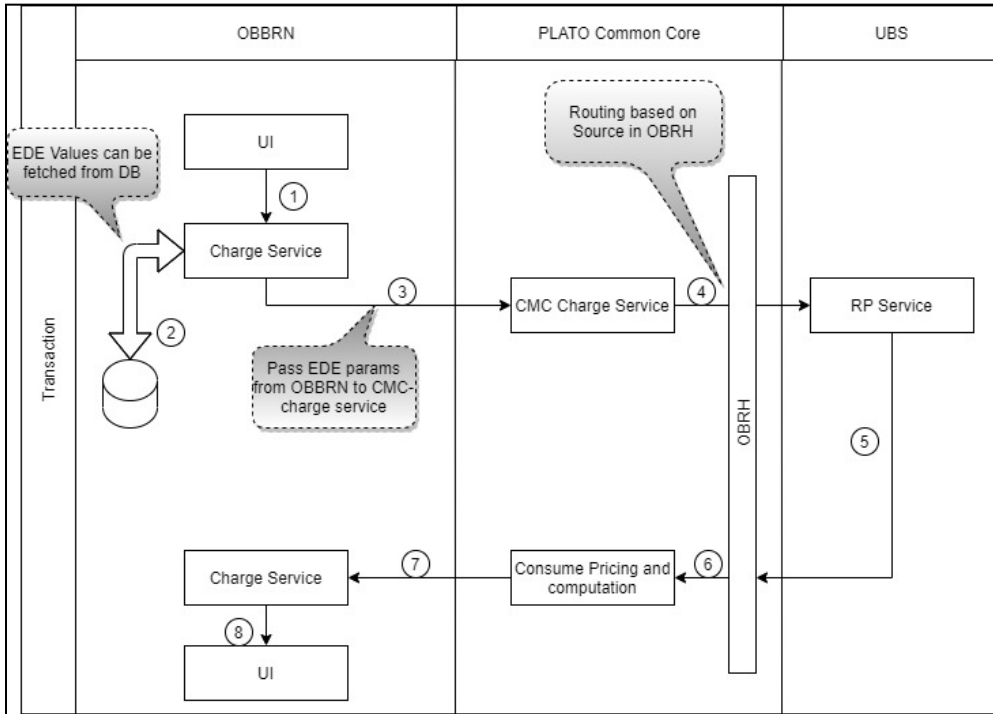 OBBRN
PLATO Common Core
UBS
Transaction
EDE Values can be
fetched from DB
UI
Routing based on
Source in OBRH
1
Charge Service
2
3
CMC Charge Service
4
RP Service
Pass EDE params
from OBBRN to CMC-
charge service
OBRH
5
Charge Service
7
Consume Pricing and
computation
6
8
UI